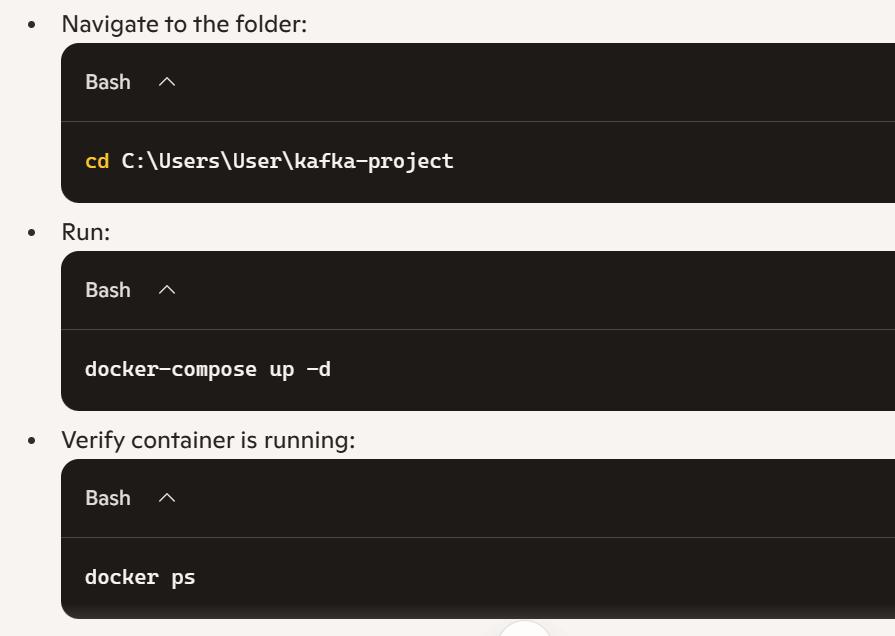 • Navigate to the folder:
Bash
cd C:\Users\User\kafka-project
• Run:
Bash
docker-compose up -d
• Verify container is running:
Bash
docker ps